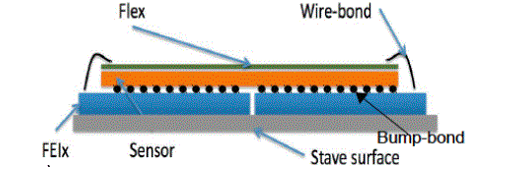 Flex
Wire-bond
FEIx
Sensor
Stave surface
Bump-bond